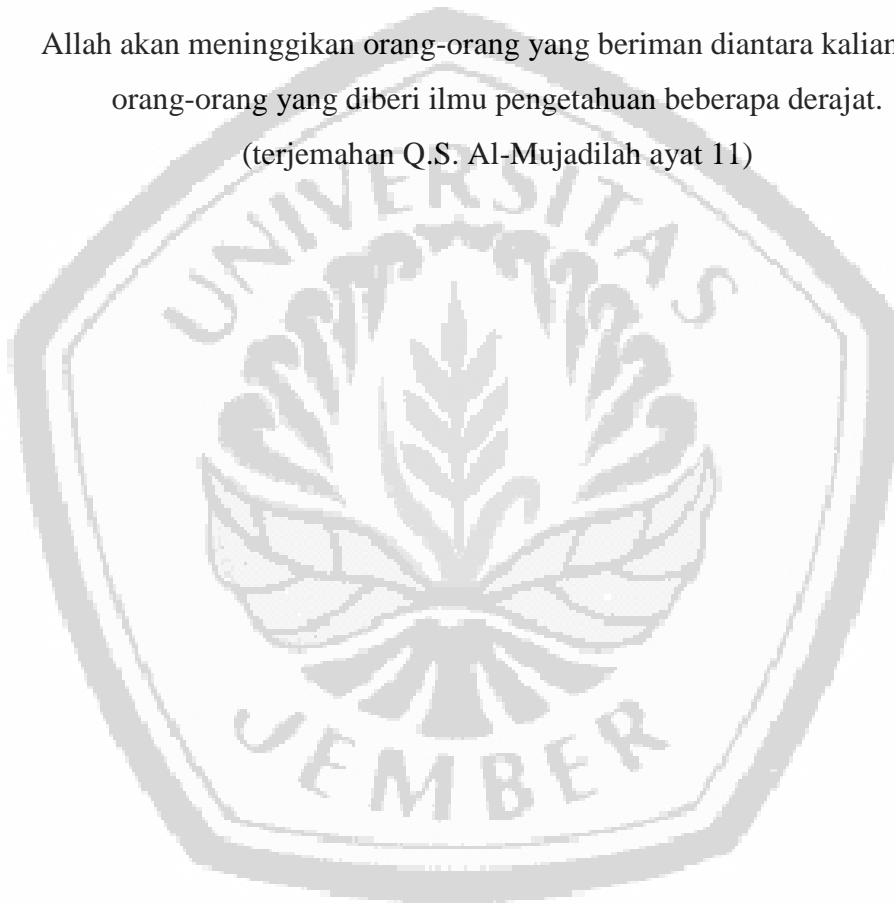 Allah akan meninggikan orang-orang yang beriman diantara kalian
orang-orang yang diberi ilmu pengetahuan beberapa derajat.
(terjemahan Q.S. Al-Mujadilah ayat 11)
UNIVERSITAS
JEMBER